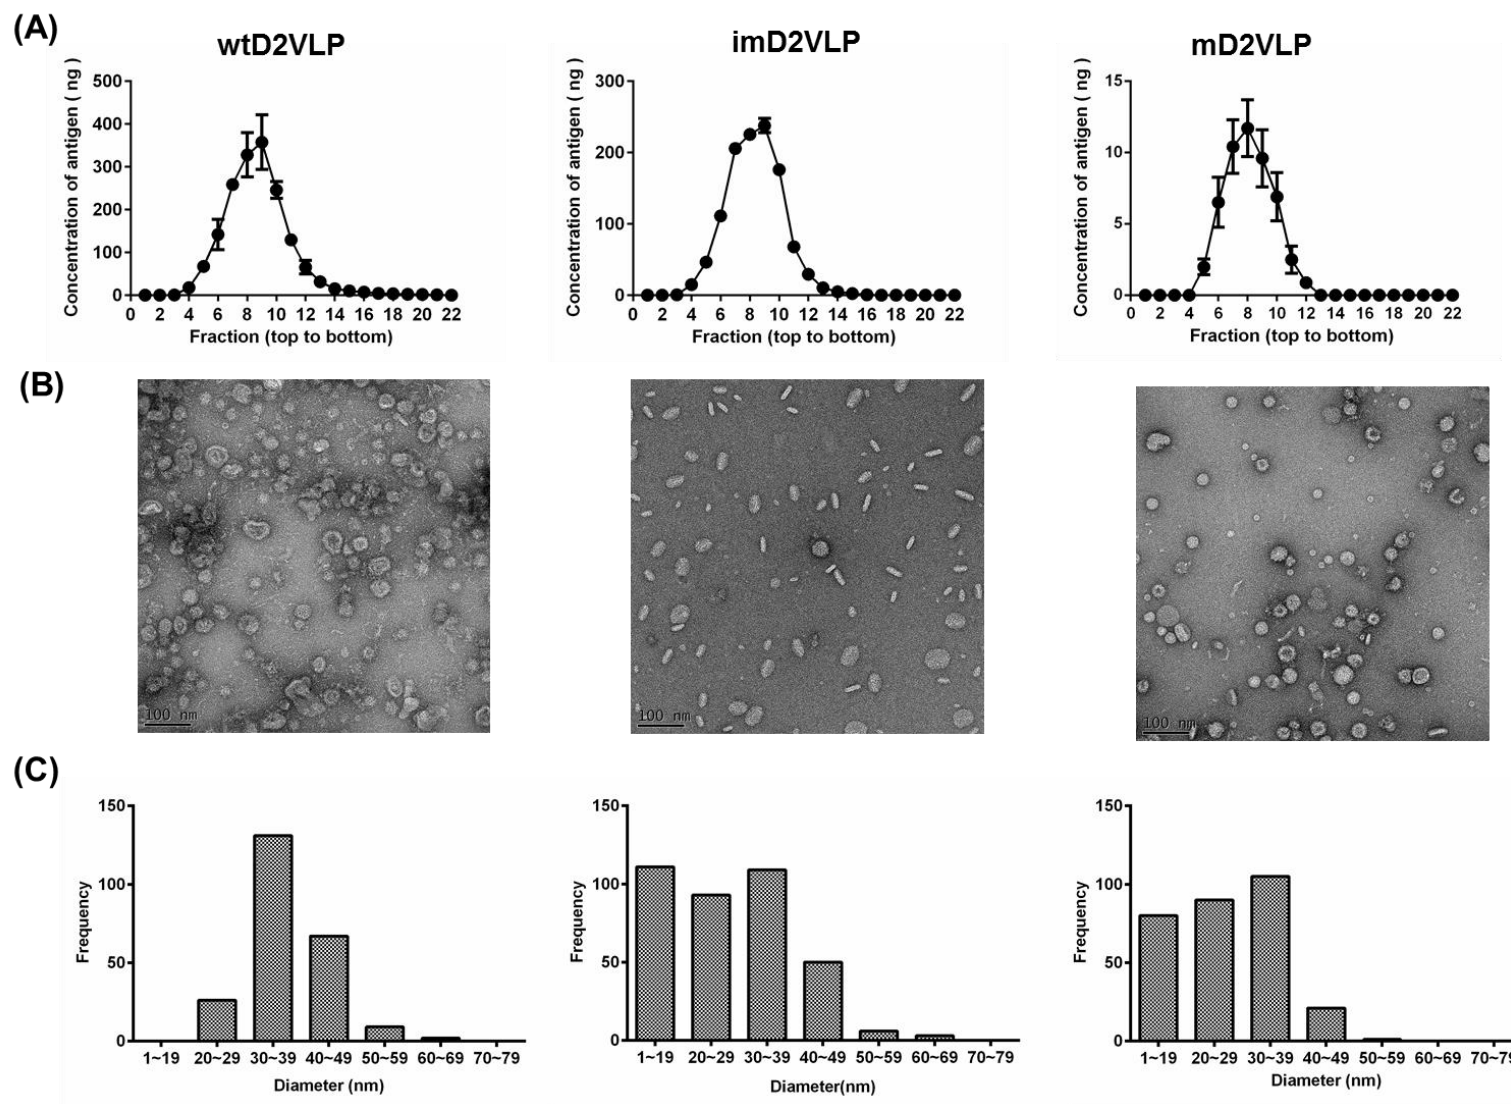 (A)
wtD2VLP
imD2VLP
mD2VLP
Concentration of antigen ( ng )
500
400
300
200
100
0
0 2 4 6 8 10 12 14 16 18 20 22
Fraction (top to bottom)
Concentration of antigen ( ng )
300
200
100
0
0 2 4 6 8 10 12 14 16 18 20 22
Fraction (top to bottom)
Concentration of antigen ( ng )
15
10
5
0
0 2 4 6 8 10 12 14 16 18 20 22
Fraction (top to bottom)
(B)
100 nm
100 nm
100 nm
(C)
Frequency
150
100
50
0
1~19 20~29 30~39 40~49 50~59 60~69 70~79
Diameter (nm)
Frequency
150
100
50
0
1~19 20~29 30~39 40~49 50~59 60~69 70~79
Diameter(nm)
Frequency
150
100
50
0
1~19 20~29 30~39 40~49 50~59 60~69 70~79
Diameter (nm)